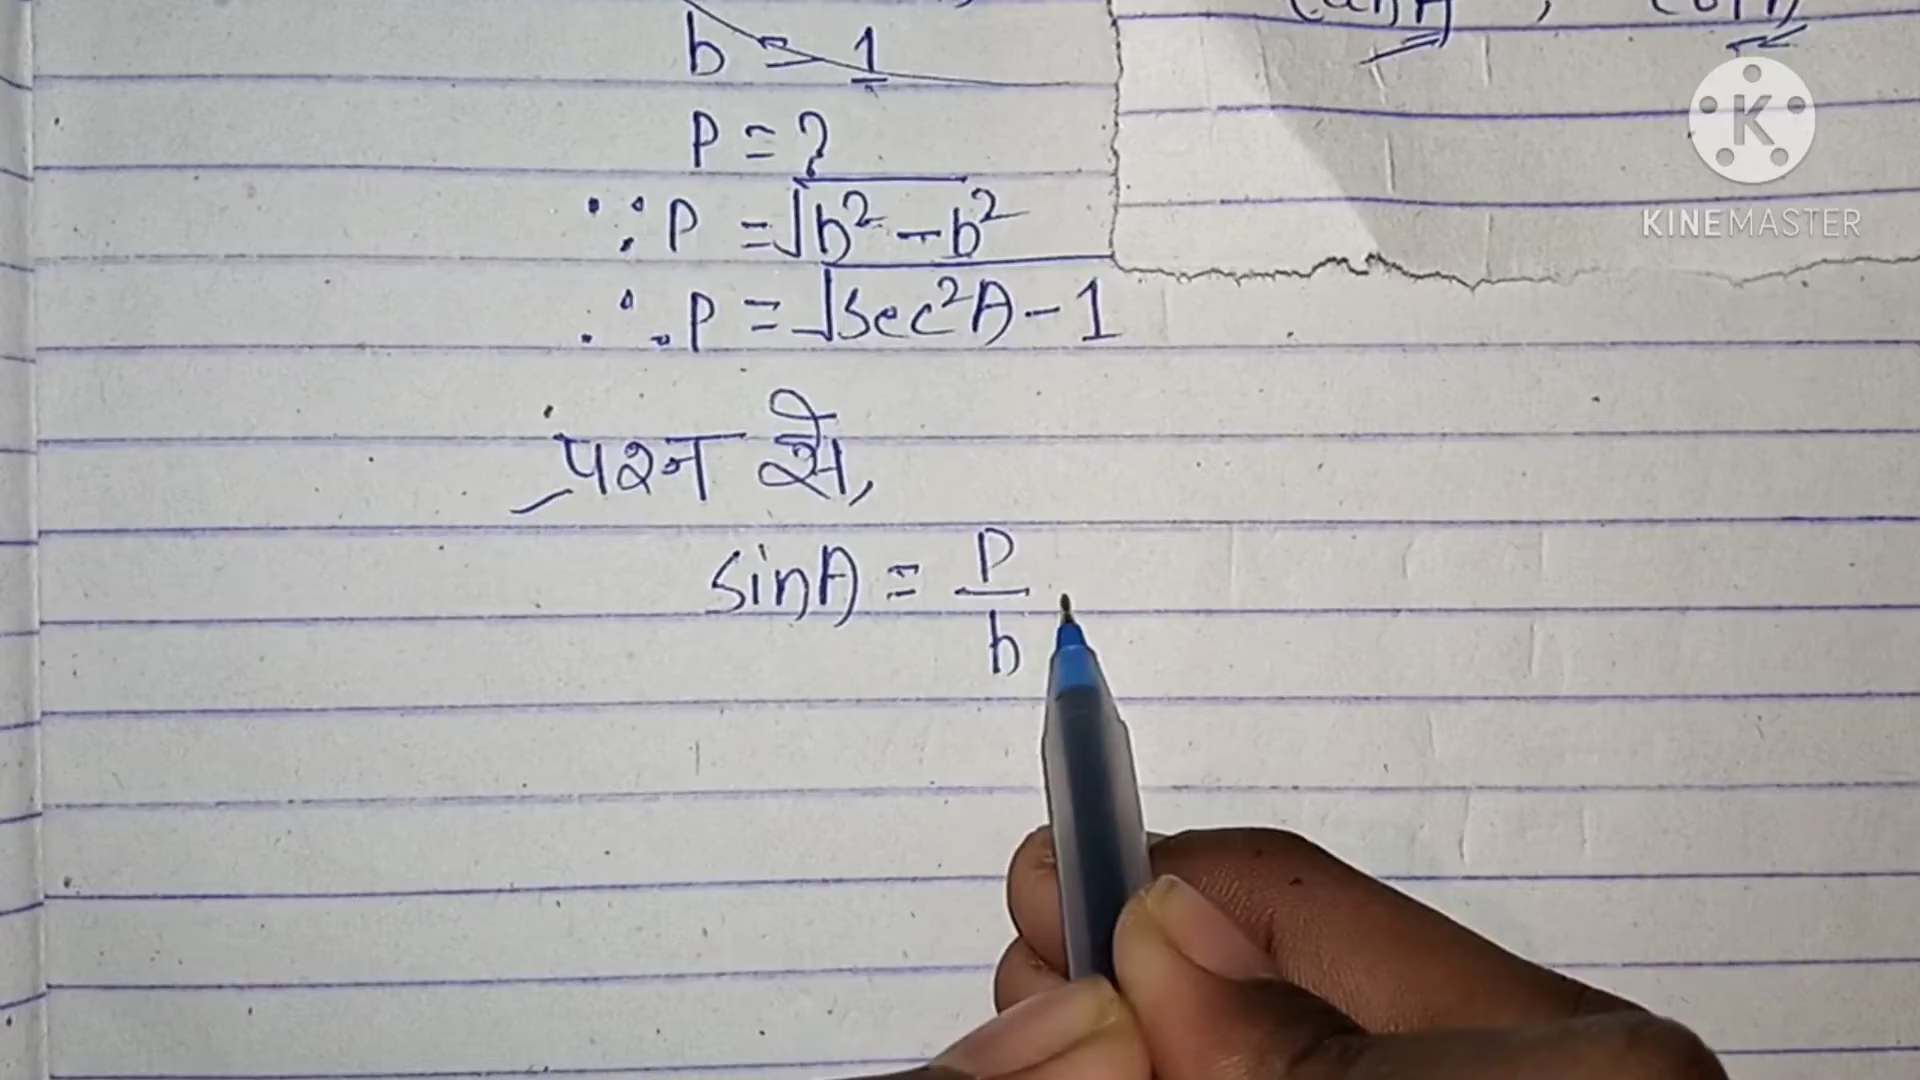 b = 1
P = ?
∵ P = √h² - b²
∴ P = √sec²A - 1
प्रश्न से,
sinA = P/h
K
KINEMASTER